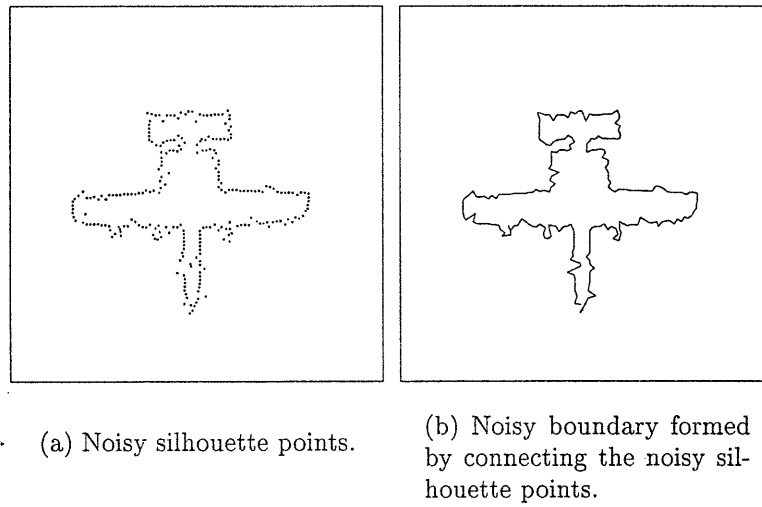 (a) Noisy silhouette points.
(b) Noisy boundary formed
by connecting the noisy sil-
houette points.